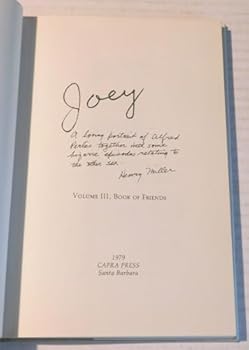 Joey
A loving portrait of Alfred
Perlès together with some
bizarre episodes relating to
the other sex.
Henry Miller
VOLUME III, BOOK OF FRIENDS
1979
CAPRA PRESS
Santa Barbara